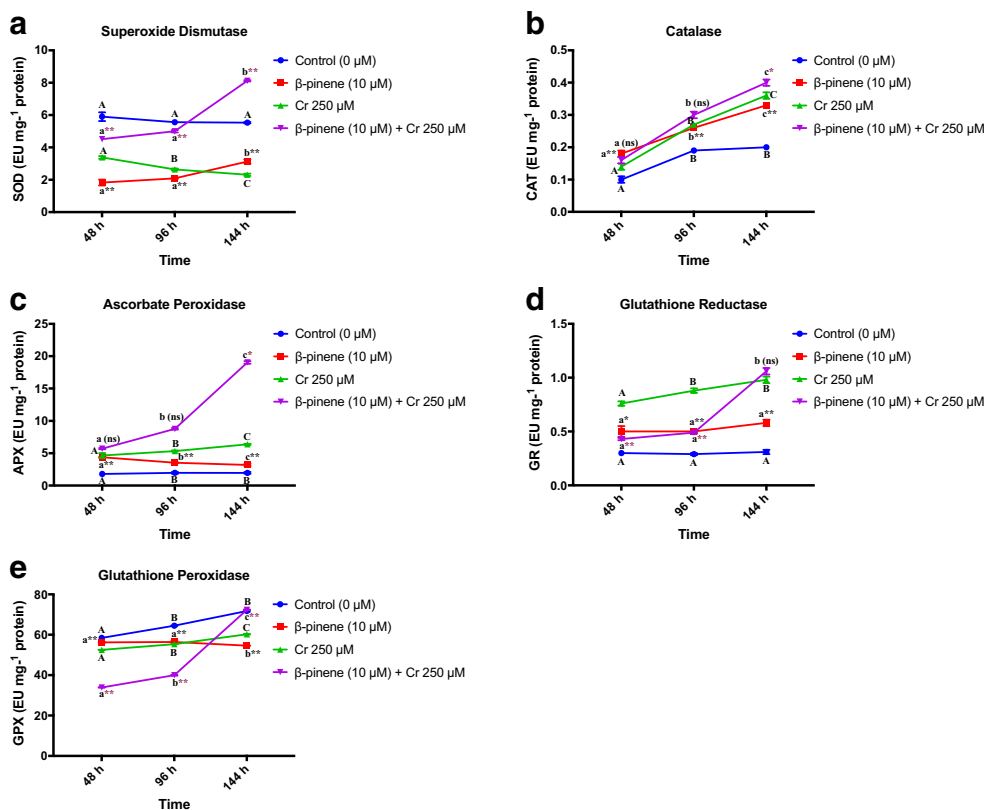 a
Superoxide Dismutase
SOD (EU mg-1 protein)
10
8
6
4
2
0
A
A
A
a**
a**
b**
A
B
C
a**
a**
b**
48 h
96 h
144 h
Time
Control (0 µM)
β-pinene (10 µM)
Cr 250 µM
β-pinene (10 µM) + Cr 250 µM
b
Catalase
CAT (EU mg-1 protein)
0.5
0.4
0.3
0.2
0.1
0.0
a (ns)
a**
A
A
b (ns)
B
b**
B
c*
C
c**
B
48 h
96 h
144 h
Time
Control (0 µM)
β-pinene (10 µM)
Cr 250 µM
β-pinene (10 µM) + Cr 250 µM
c
Ascorbate Peroxidase
APX (EU mg-1 protein)
25
20
15
10
5
0
a (ns)
A
a**
A
b (ns)
B
b**
B
c*
C
c**
B
48 h
96 h
144 h
Time
Control (0 µM)
β-pinene (10 µM)
Cr 250 µM
β-pinene (10 µM) + Cr 250 µM
d
Glutathione Reductase
GR (EU mg-1 protein)
1.5
1.0
0.5
0.0
A
a*
a**
A
B
a**
a**
A
b (ns)
B
a**
A
48 h
96 h
144 h
Time
Control (0 µM)
β-pinene (10 µM)
Cr 250 µM
β-pinene (10 µM) + Cr 250 µM
e
Glutathione Peroxidase
GPX (EU mg-1 protein)
80
60
40
20
0
A
a**
A
a**
B
a**
B
b**
B
c**
C
b**
48 h
96 h
144 h
Time
Control (0 µM)
β-pinene (10 µM)
Cr 250 µM
β-pinene (10 µM) + Cr 250 µM